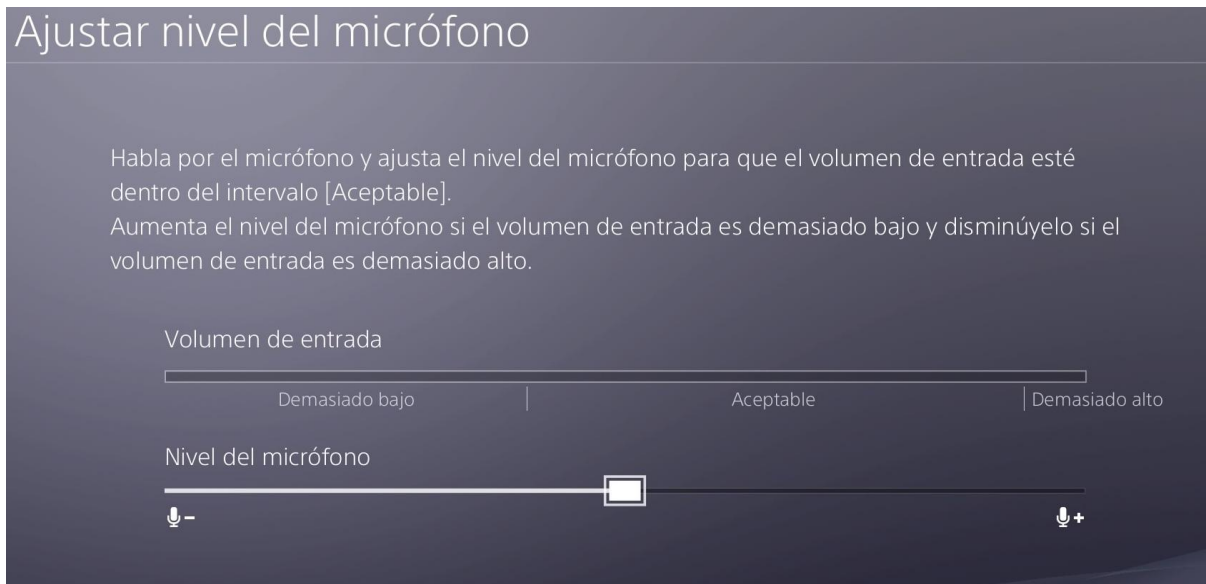 Ajustar nivel del micrófono
Habla por el micrófono y ajusta el nivel del micrófono para que el volumen de entrada esté
dentro del intervalo [Aceptable].
Aumenta el nivel del micrófono si el volumen de entrada es demasiado bajo y disminúyelo si el
volumen de entrada es demasiado alto.
Volumen de entrada
Demasiado bajo Aceptable Demasiado alto
Nivel del micrófono